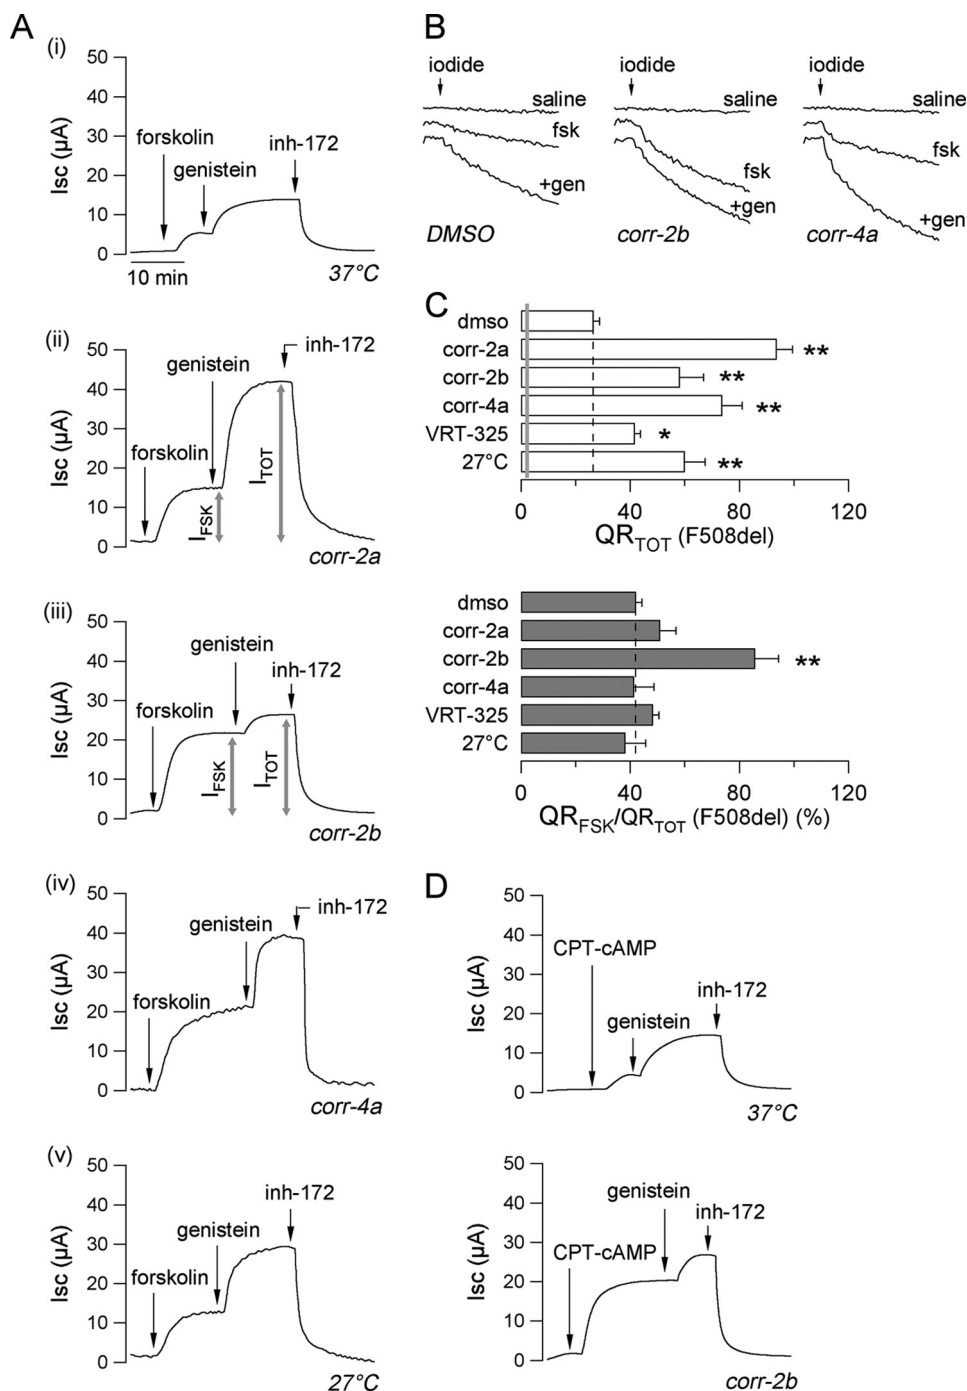 A
(i)
50
40
30
20
10
0
Isc (µA)
forskolin
genistein
inh-172
10 min
37°C
(ii)
50
40
30
20
10
0
Isc (µA)
forskolin
genistein
inh-172
I_FSK
I_TOT
corr-2a
(iii)
50
40
30
20
10
0
Isc (µA)
forskolin
genistein
inh-172
I_FSK
I_TOT
corr-2b
(iv)
50
40
30
20
10
0
Isc (µA)
forskolin
genistein
inh-172
corr-4a
(v)
50
40
30
20
10
0
Isc (µA)
forskolin
genistein
inh-172
27°C
B
iodide
saline
fsk
+gen
DMSO
iodide
saline
fsk
+gen
corr-2b
iodide
saline
fsk
+gen
corr-4a
C
dmso
corr-2a **
corr-2b **
corr-4a **
VRT-325 *
27°C **
0 40 80 120
QR_TOT (F508del)
dmso
corr-2a
corr-2b **
corr-4a
VRT-325
27°C
0 40 80 120
QR_FSK/QR_TOT (F508del) (%)
D
50
40
30
20
10
0
Isc (µA)
CPT-cAMP
genistein
inh-172
37°C
50
40
30
20
10
0
Isc (µA)
CPT-cAMP
genistein
inh-172
corr-2b